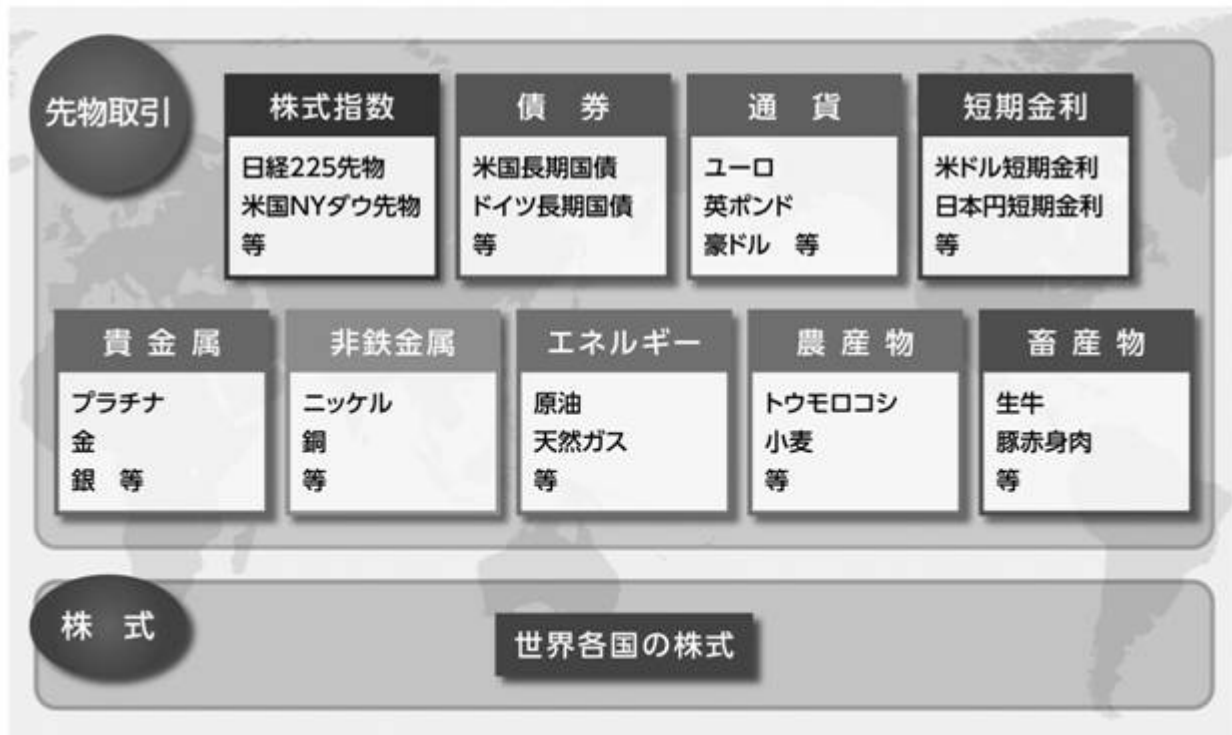 先物取引
株式指数
日経225先物
米国NYダウ先物
等
債 券
米国長期国債
ドイツ長期国債
等
通 貨
ユーロ
英ポンド
豪ドル 等
短期金利
米ドル短期金利
日本円短期金利
等
貴金属
プラチナ
金
銀 等
非鉄金属
ニッケル
銅
等
エネルギー
原油
天然ガス
等
農産物
トウモロコシ
小麦
等
畜産物
生牛
豚赤身肉
等
株 式
世界各国の株式